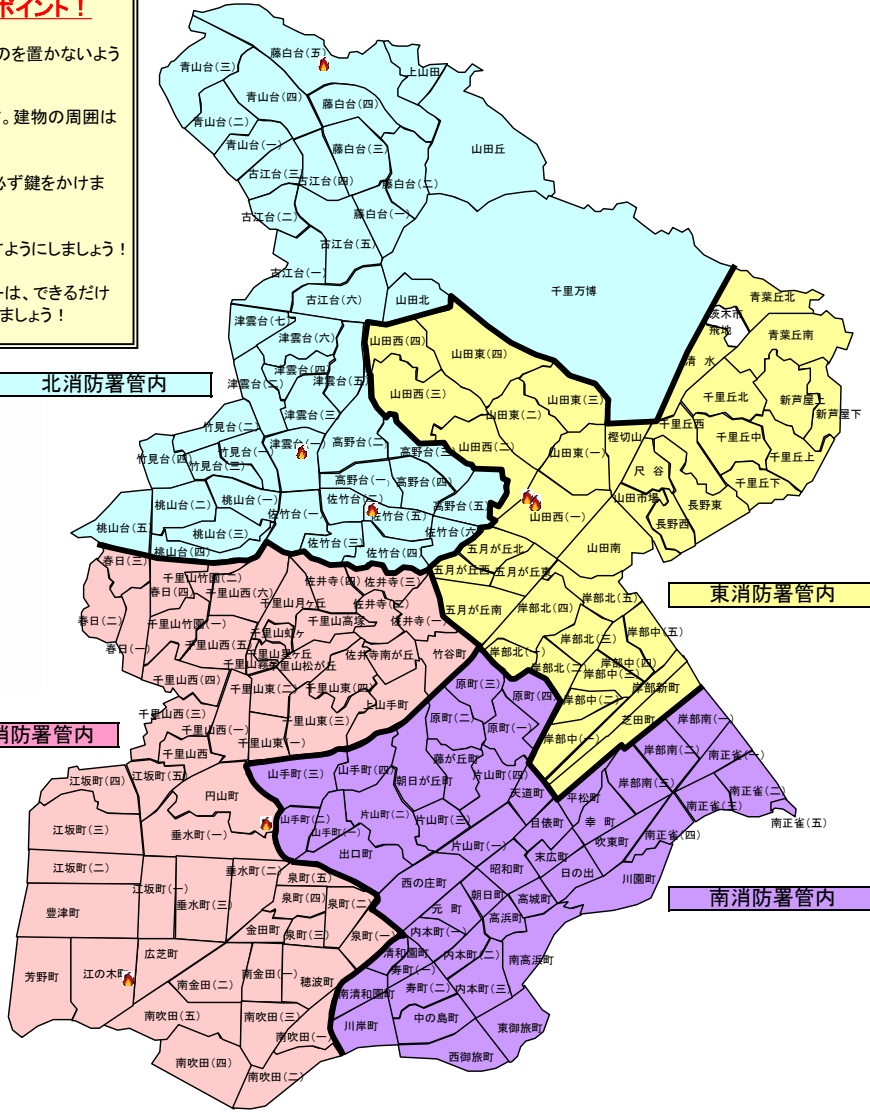 ポイント！
のを置かないよう
。建物の周囲は
必ず鍵をかけま
ようにしましょう！
ーは、できるだけ
ましょう！
藤白台(五)
青山台(三)
上山田
青山台(四)
藤白台(四)
青山台(二)
山田丘
青山台(一)
藤白台(三)
古江台(三)
古江台(四)
藤白台(二)
古江台(二)
藤白台(一)
古江台(五)
古江台(一)
千里万博
青葉丘北
古江台(六)
山田北
茨木市
飛地
津雲台(七)
津雲台(六)
山田西(四)
山田東(四)
青葉丘南
清 水
津雲台(四)
津雲台(二)
津雲台(五)
北消防署管内
山田西(三)
山田東(三)
千里丘北
新芦屋上
新芦屋下
津雲台(三)
山田東(二)
竹見台(二)
千里丘西
樫切山
千里丘中
津雲台(一)
高野台(二)
山田西(二)
竹見台(一)
竹見台(四)
竹見台(三)
高野台(三)
山田東(一)
千里丘上
尺 谷
高野台(一)
高野台(四)
千里丘下
桃山台(二)
桃山台(一)
佐竹台(二)
高野台(五)
山田市場
長野東
佐竹台(一)
佐竹台(五)
山田西(一)
長野西
桃山台(五)
桃山台(三)
佐竹台(六)
佐竹台(三)
佐竹台(四)
山田南
桃山台(四)
五月が丘北
春日(三)
五月が丘西
五月が丘東
千里山竹園(二)
佐井寺(四)
佐井寺(三)
春日(四)
千里山西(六)
東消防署管内
千里山月ヶ丘
佐井寺(二)
五月が丘南
岸部北(四)
岸部北(五)
春日(二)
千里山竹園(一)
千里山高塚
佐井寺(一)
千里山虹ヶ
岸部北(三)
岸部中(五)
春日(一)
千里山西(五)
千里山星ヶ丘
佐井寺南が丘
竹谷町
岸部北(一)
岸部北(二)
岸部中(四)
千里山松が丘
岸部中(三)
千里山西(四)
千里山東(二)
千里山東(四)
原町(三)
原町(四)
岸部中(二)
岸部新町
上山手町
千里山西(三)
千里山東(三)
原町(二)
芝田町
岸部南(一)
消防署管内
千里山西(一)
原町(一)
岸部中(一)
千里山西
千里山東(一)
岸部南(二)
南正雀(一)
藤が丘町
江坂町(四)
江坂町(五)
山手町(三)
山手町(四)
朝日が丘町
片山町(四)
岸部南(三)
天道町
南正雀(二)
円山町
平松町
南正雀(三)
江坂町(三)
垂水町(一)
山手町(二)
片山町(二)
片山町(三)
目俵町
幸 町
南正雀(五)
山手町(一)
吹東町
南正雀(四)
出口町
片山町(一)
江坂町(二)
垂水町(二)
泉町(五)
昭和町
末広町
日の出
川園町
江坂町(一)
西の庄町
泉町(四)
朝日町
高城町
豊津町
垂水町(三)
泉町(二)
元 町
高浜町
南消防署管内
金田町
泉町(三)
泉町(一)
内本町(一)
広芝町
清和園町
内本町(二)
南高浜町
芳野町
江の木町
南金田(一)
穂波町
寿町(一)
南金田(二)
南清和園町
寿町(二)
内本町(三)
南吹田(五)
南吹田(三)
川岸町
中の島町
東御旅町
南吹田(一)
南吹田(四)
西御旅町
南吹田(二)